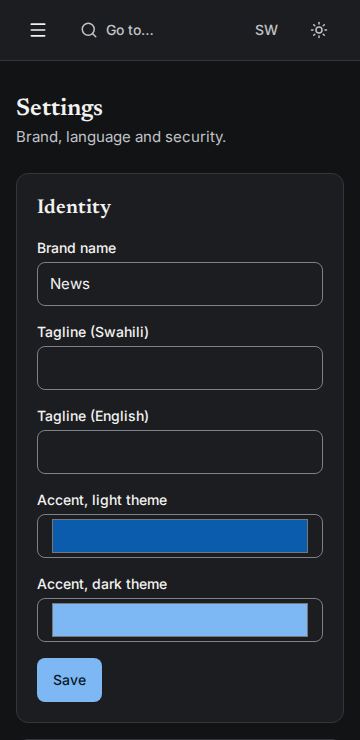 Go to...
SW
Settings
Brand, language and security.
Identity
Brand name
News
Tagline (Swahili)
Tagline (English)
Accent, light theme
Accent, dark theme
Save